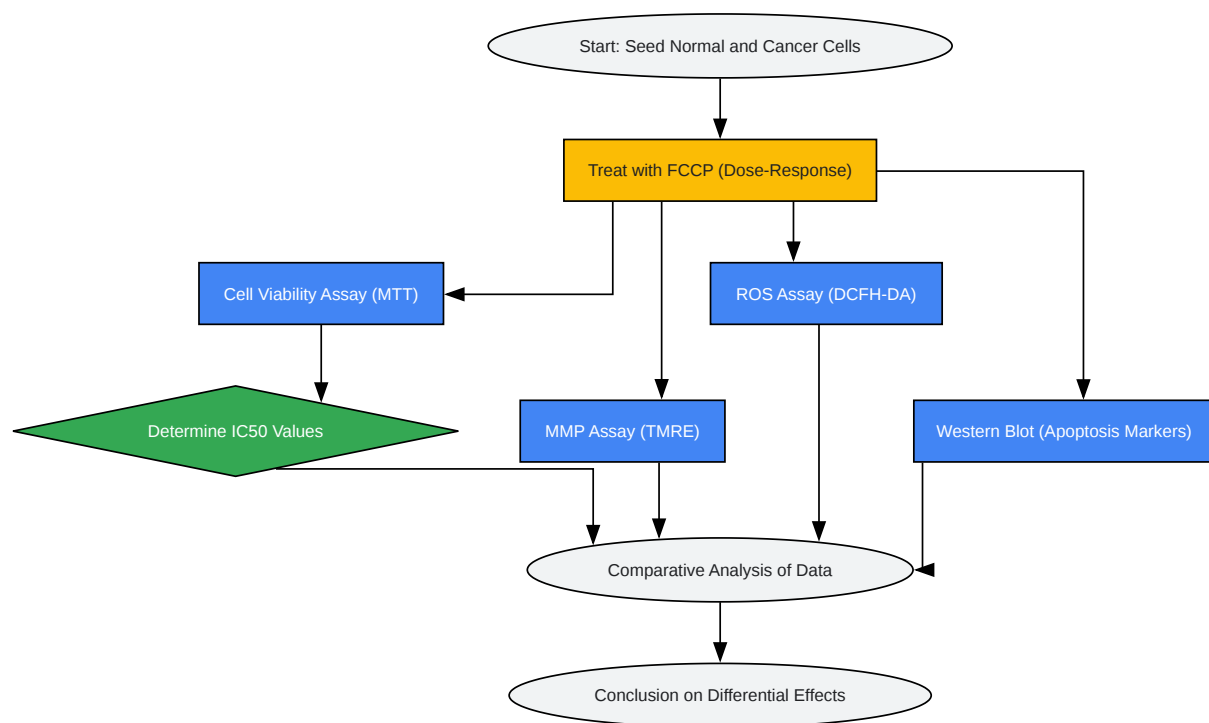 Start: Seed Normal and Cancer Cells
Treat with FCCP (Dose-Response)
Cell Viability Assay (MTT)
ROS Assay (DCFH-DA)
Determine IC50 Values
MMP Assay (TMRE)
Western Blot (Apoptosis Markers)
Comparative Analysis of Data
Conclusion on Differential Effects